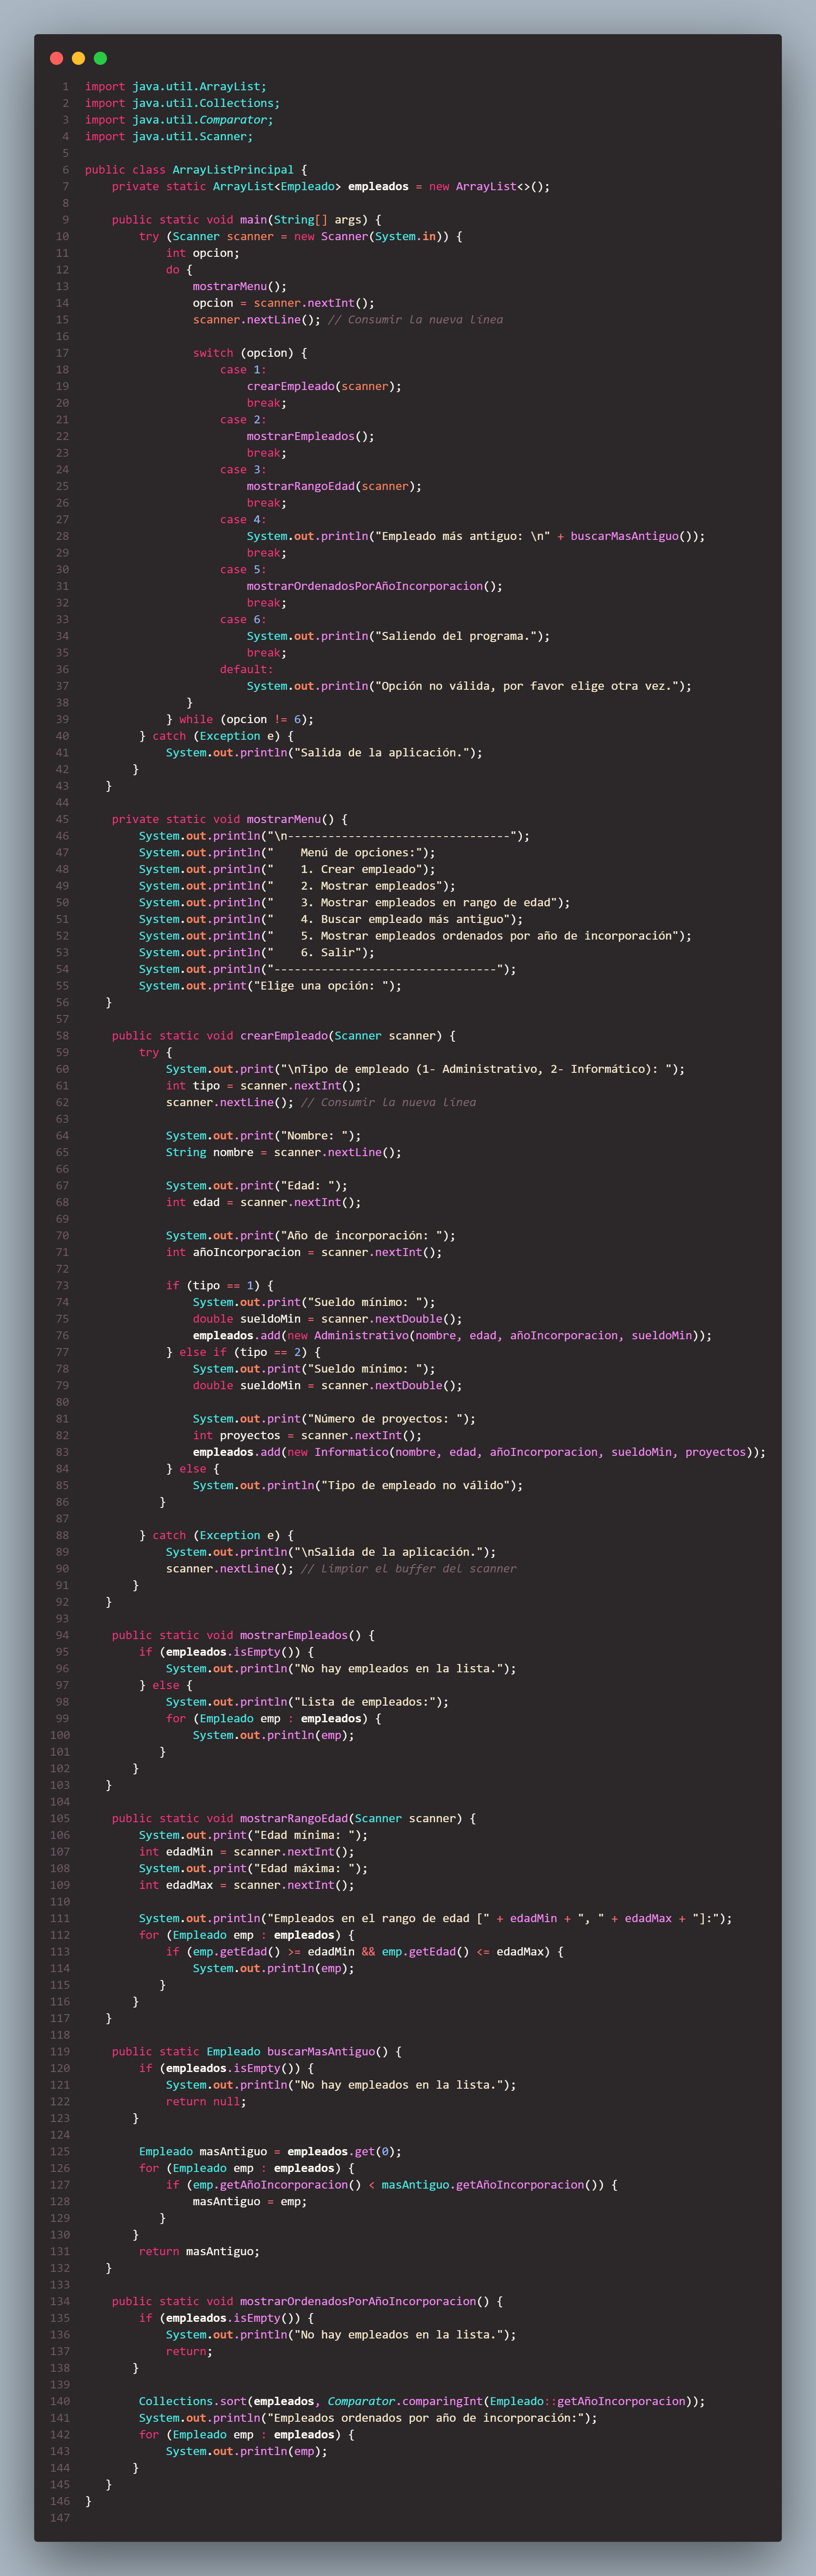 1 import java.util.ArrayList;
2 import java.util.Collections;
3 import java.util.Comparator;
4 import java.util.Scanner;
5
6 public class ArrayListPrincipal {
7     private static ArrayList<Empleado> empleados = new ArrayList<>();
8
9     public static void main(String[] args) {
10         try (Scanner scanner = new Scanner(System.in)) {
11             int opcion;
12             do {
13                 mostrarMenu();
14                 opcion = scanner.nextInt();
15                 scanner.nextLine(); // Consumir la nueva línea
16
17                 switch (opcion) {
18                     case 1:
19                         crearEmpleado(scanner);
20                         break;
21                     case 2:
22                         mostrarEmpleados();
23                         break;
24                     case 3:
25                         mostrarRangoEdad(scanner);
26                         break;
27                     case 4:
28                         System.out.println("Empleado más antiguo: \n" + buscarMasAntiguo());
29                         break;
30                     case 5:
31                         mostrarOrdenadosPorAñoIncorporacion();
32                         break;
33                     case 6:
34                         System.out.println("Saliendo del programa.");
35                         break;
36                     default:
37                         System.out.println("Opción no válida, por favor elige otra vez.");
38                }
39             } while (opcion != 6);
40         } catch (Exception e) {
41             System.out.println("Salida de la aplicación.");
42        }
43    }
44
45     private static void mostrarMenu() {
46         System.out.println("\n---------------------------------");
47         System.out.println("    Menú de opciones:");
48         System.out.println("    1. Crear empleado");
49         System.out.println("    2. Mostrar empleados");
50         System.out.println("    3. Mostrar empleados en rango de edad");
51         System.out.println("    4. Buscar empleado más antiguo");
52         System.out.println("    5. Mostrar empleados ordenados por año de incorporación");
53         System.out.println("    6. Salir");
54         System.out.println("---------------------------------");
55         System.out.print("Elige una opción: ");
56    }
57
58     public static void crearEmpleado(Scanner scanner) {
59         try {
60             System.out.print("\nTipo de empleado (1- Administrativo, 2- Informático): ");
61             int tipo = scanner.nextInt();
62             scanner.nextLine(); // Consumir la nueva línea
63
64             System.out.print("Nombre: ");
65             String nombre = scanner.nextLine();
66
67             System.out.print("Edad: ");
68             int edad = scanner.nextInt();
69
70             System.out.print("Año de incorporación: ");
71             int añoIncorporacion = scanner.nextInt();
72
73             if (tipo == 1) {
74                 System.out.print("Sueldo mínimo: ");
75                 double sueldoMin = scanner.nextDouble();
76                 empleados.add(new Administrativo(nombre, edad, añoIncorporacion, sueldoMin));
77             } else if (tipo == 2) {
78                 System.out.print("Sueldo mínimo: ");
79                 double sueldoMin = scanner.nextDouble();
80
81                 System.out.print("Número de proyectos: ");
82                 int proyectos = scanner.nextInt();
83                 empleados.add(new Informatico(nombre, edad, añoIncorporacion, sueldoMin, proyectos));
84             } else {
85                 System.out.println("Tipo de empleado no válido");
86            }
87
88         } catch (Exception e) {
89             System.out.println("\nSalida de la aplicación.");
90             scanner.nextLine(); // Limpiar el buffer del scanner
91        }
92    }
93
94     public static void mostrarEmpleados() {
95         if (empleados.isEmpty()) {
96             System.out.println("No hay empleados en la lista.");
97         } else {
98             System.out.println("Lista de empleados:");
99             for (Empleado emp : empleados) {
100                 System.out.println(emp);
101            }
102        }
103    }
104
105     public static void mostrarRangoEdad(Scanner scanner) {
106         System.out.print("Edad mínima: ");
107         int edadMin = scanner.nextInt();
108         System.out.print("Edad máxima: ");
109         int edadMax = scanner.nextInt();
110
111         System.out.println("Empleados en el rango de edad [" + edadMin + ", " + edadMax + "]:");
112         for (Empleado emp : empleados) {
113             if (emp.getEdad() >= edadMin && emp.getEdad() <= edadMax) {
114                 System.out.println(emp);
115            }
116        }
117    }
118
119     public static Empleado buscarMasAntiguo() {
120         if (empleados.isEmpty()) {
121             System.out.println("No hay empleados en la lista.");
122             return null;
123        }
124
125         Empleado masAntiguo = empleados.get(0);
126         for (Empleado emp : empleados) {
127             if (emp.getAñoIncorporacion() < masAntiguo.getAñoIncorporacion()) {
128                 masAntiguo = emp;
129            }
130        }
131         return masAntiguo;
132    }
133
134     public static void mostrarOrdenadosPorAñoIncorporacion() {
135         if (empleados.isEmpty()) {
136             System.out.println("No hay empleados en la lista.");
137             return;
138        }
139
140         Collections.sort(empleados, Comparator.comparingInt(Empleado::getAñoIncorporacion));
141         System.out.println("Empleados ordenados por año de incorporación:");
142         for (Empleado emp : empleados) {
143             System.out.println(emp);
144        }
145    }
146 }
147